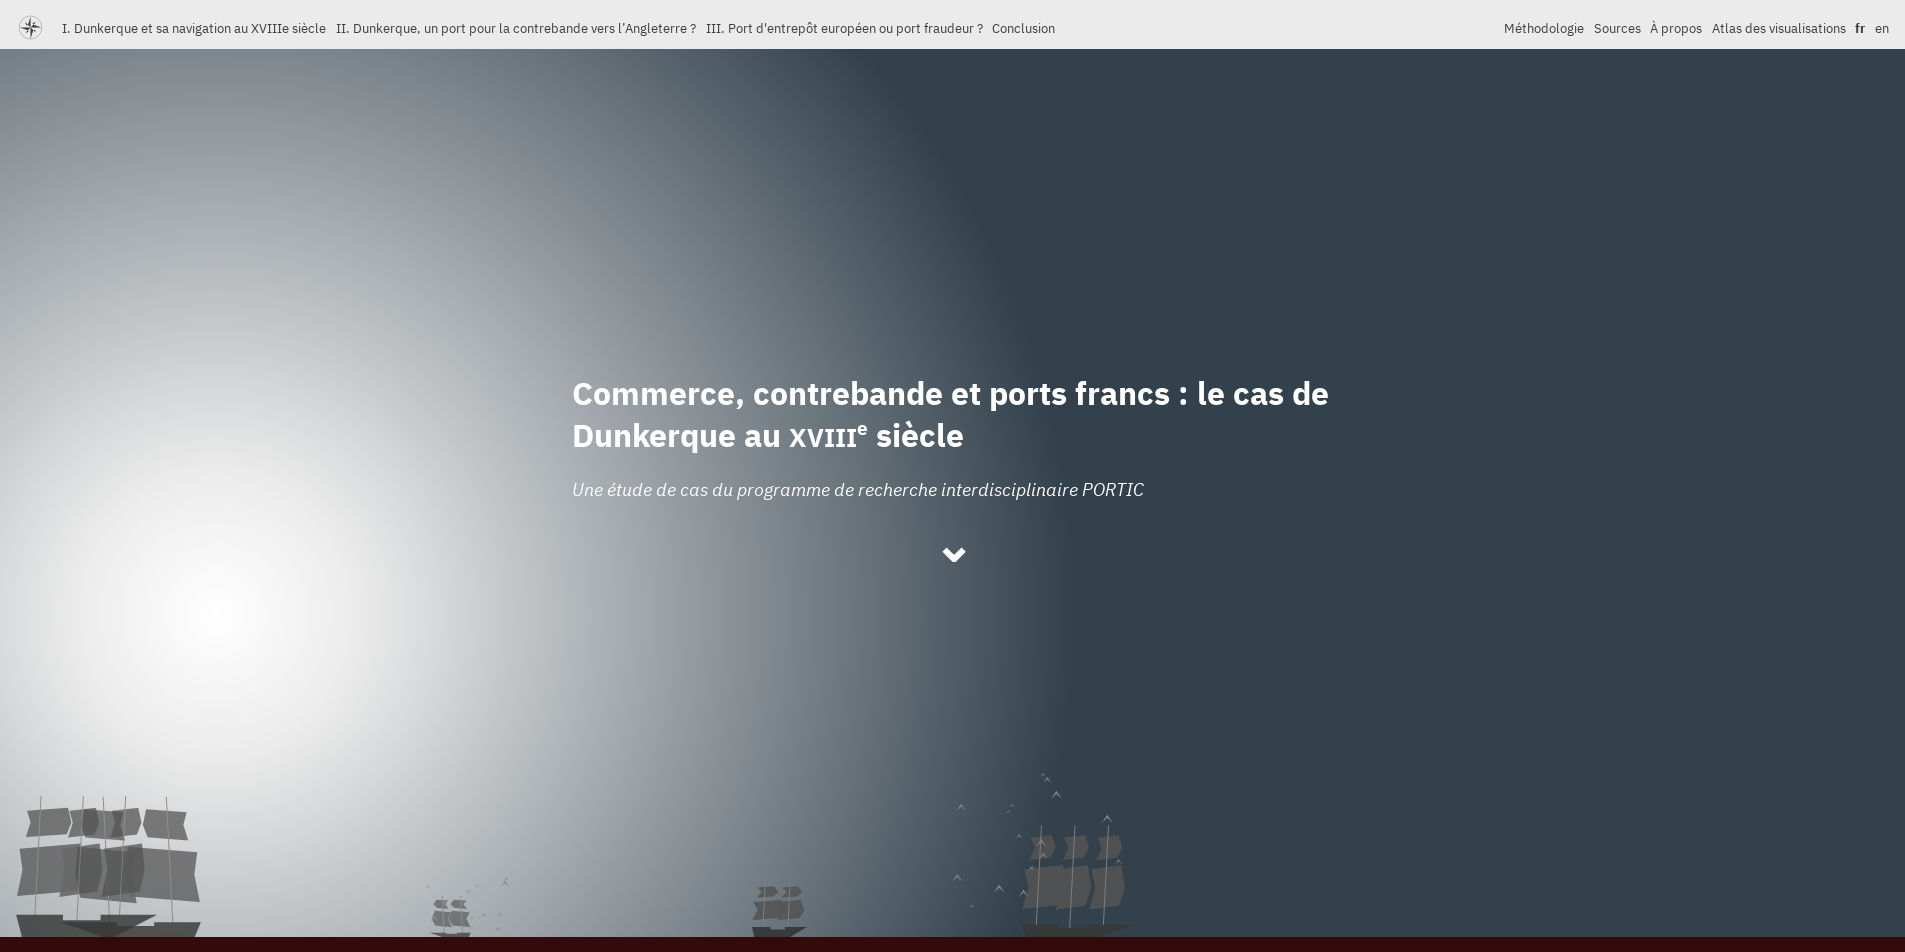 I. Dunkerque et sa navigation au XVIIIe siècle II. Dunkerque, un port pour la contrebande vers l’Angleterre ? III. Port d'entrepôt européen ou port fraudeur ? Conclusion Méthodologie Sources À propos Atlas des visualisations fr en
Commerce, contrebande et ports francs : le cas de
Dunkerque au XVIIIe siècle
Une étude de cas du programme de recherche interdisciplinaire PORTIC